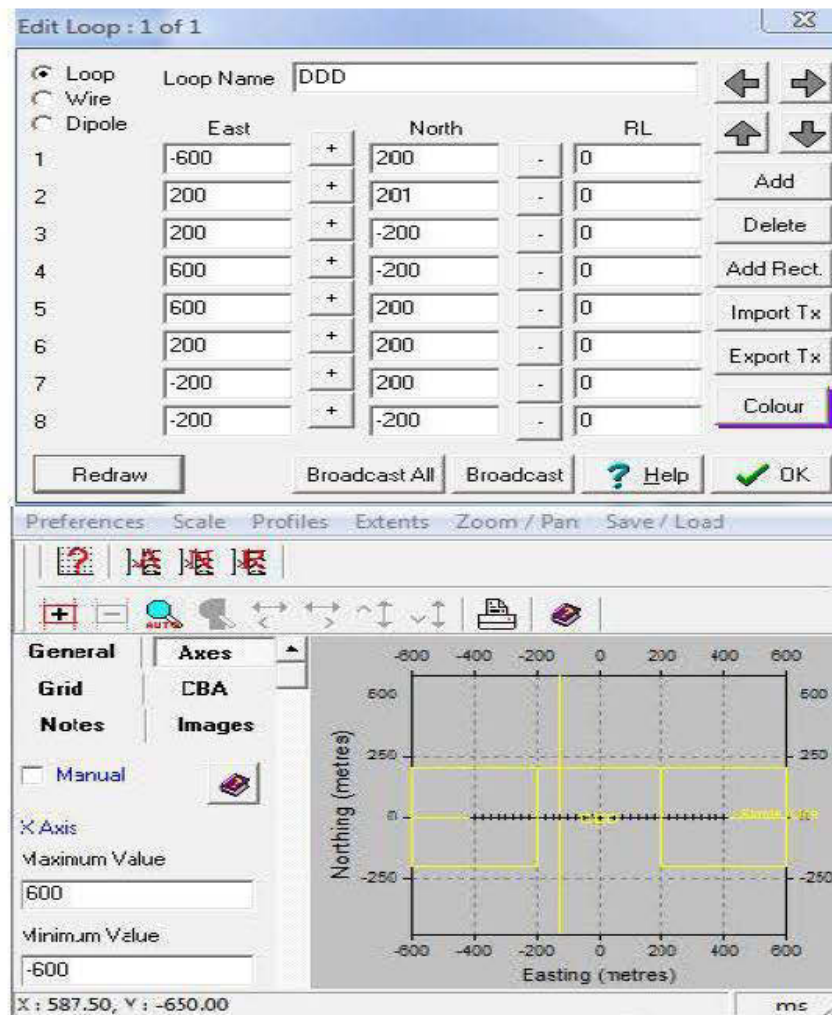 Edit Loop : 1 of 1
Loop Name DDD
Loop
Wire
Dipole
East North RL
1 -600 + 200 - 0
2 200 + 201 - 0
3 200 + -200 - 0
4 600 + -200 - 0
5 600 + 200 - 0
6 200 + 200 - 0
7 -200 + 200 - 0
8 -200 + -200 - 0
Add
Delete
Add Rect.
Import Tx
Export Tx
Colour
Redraw Broadcast All Broadcast ? Help OK
Preferences Scale Profiles Extents Zoom / Pan Save / Load
AUTO
General Axes
Grid CBA
Notes Images
Manual
X Axis
Maximum Value
600
Minimum Value
-600
-600 -400 -200 0 200 400 600
500 500
250 250
0
-250 -250
-600 -400 -200 0 200 400 600
Northing (metres)
Easting (metres)
DDD
X : 587.50, Y : -650.00 ms